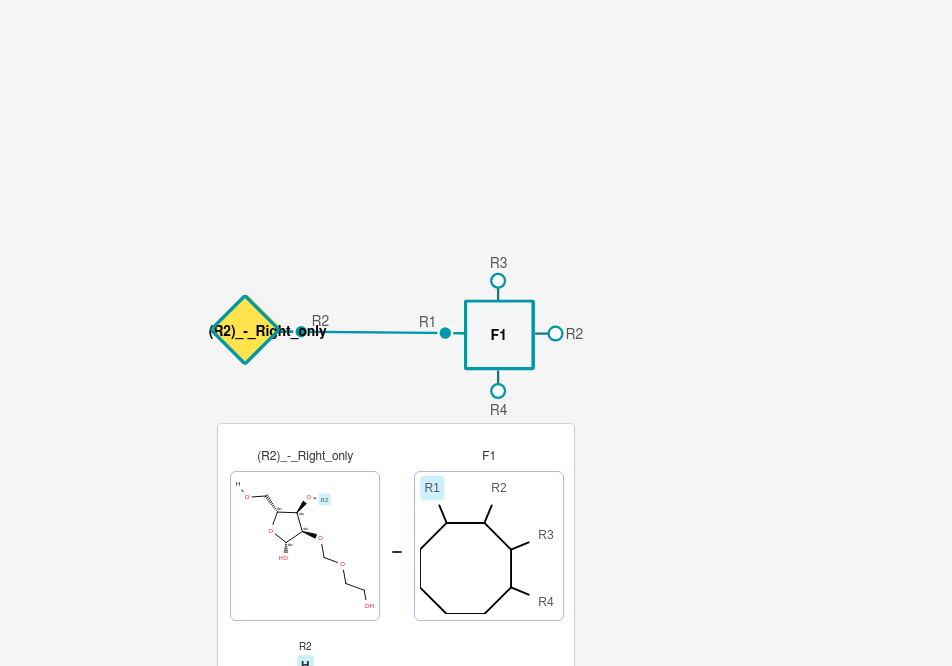 R3
(R2)_-_Right_only
R2
R1
F1
R2
R4
(R2)_-_Right_only
F1
H
O
O
R2
O
O
HO
O
OH
R1
R2
R3
R4
R2
H